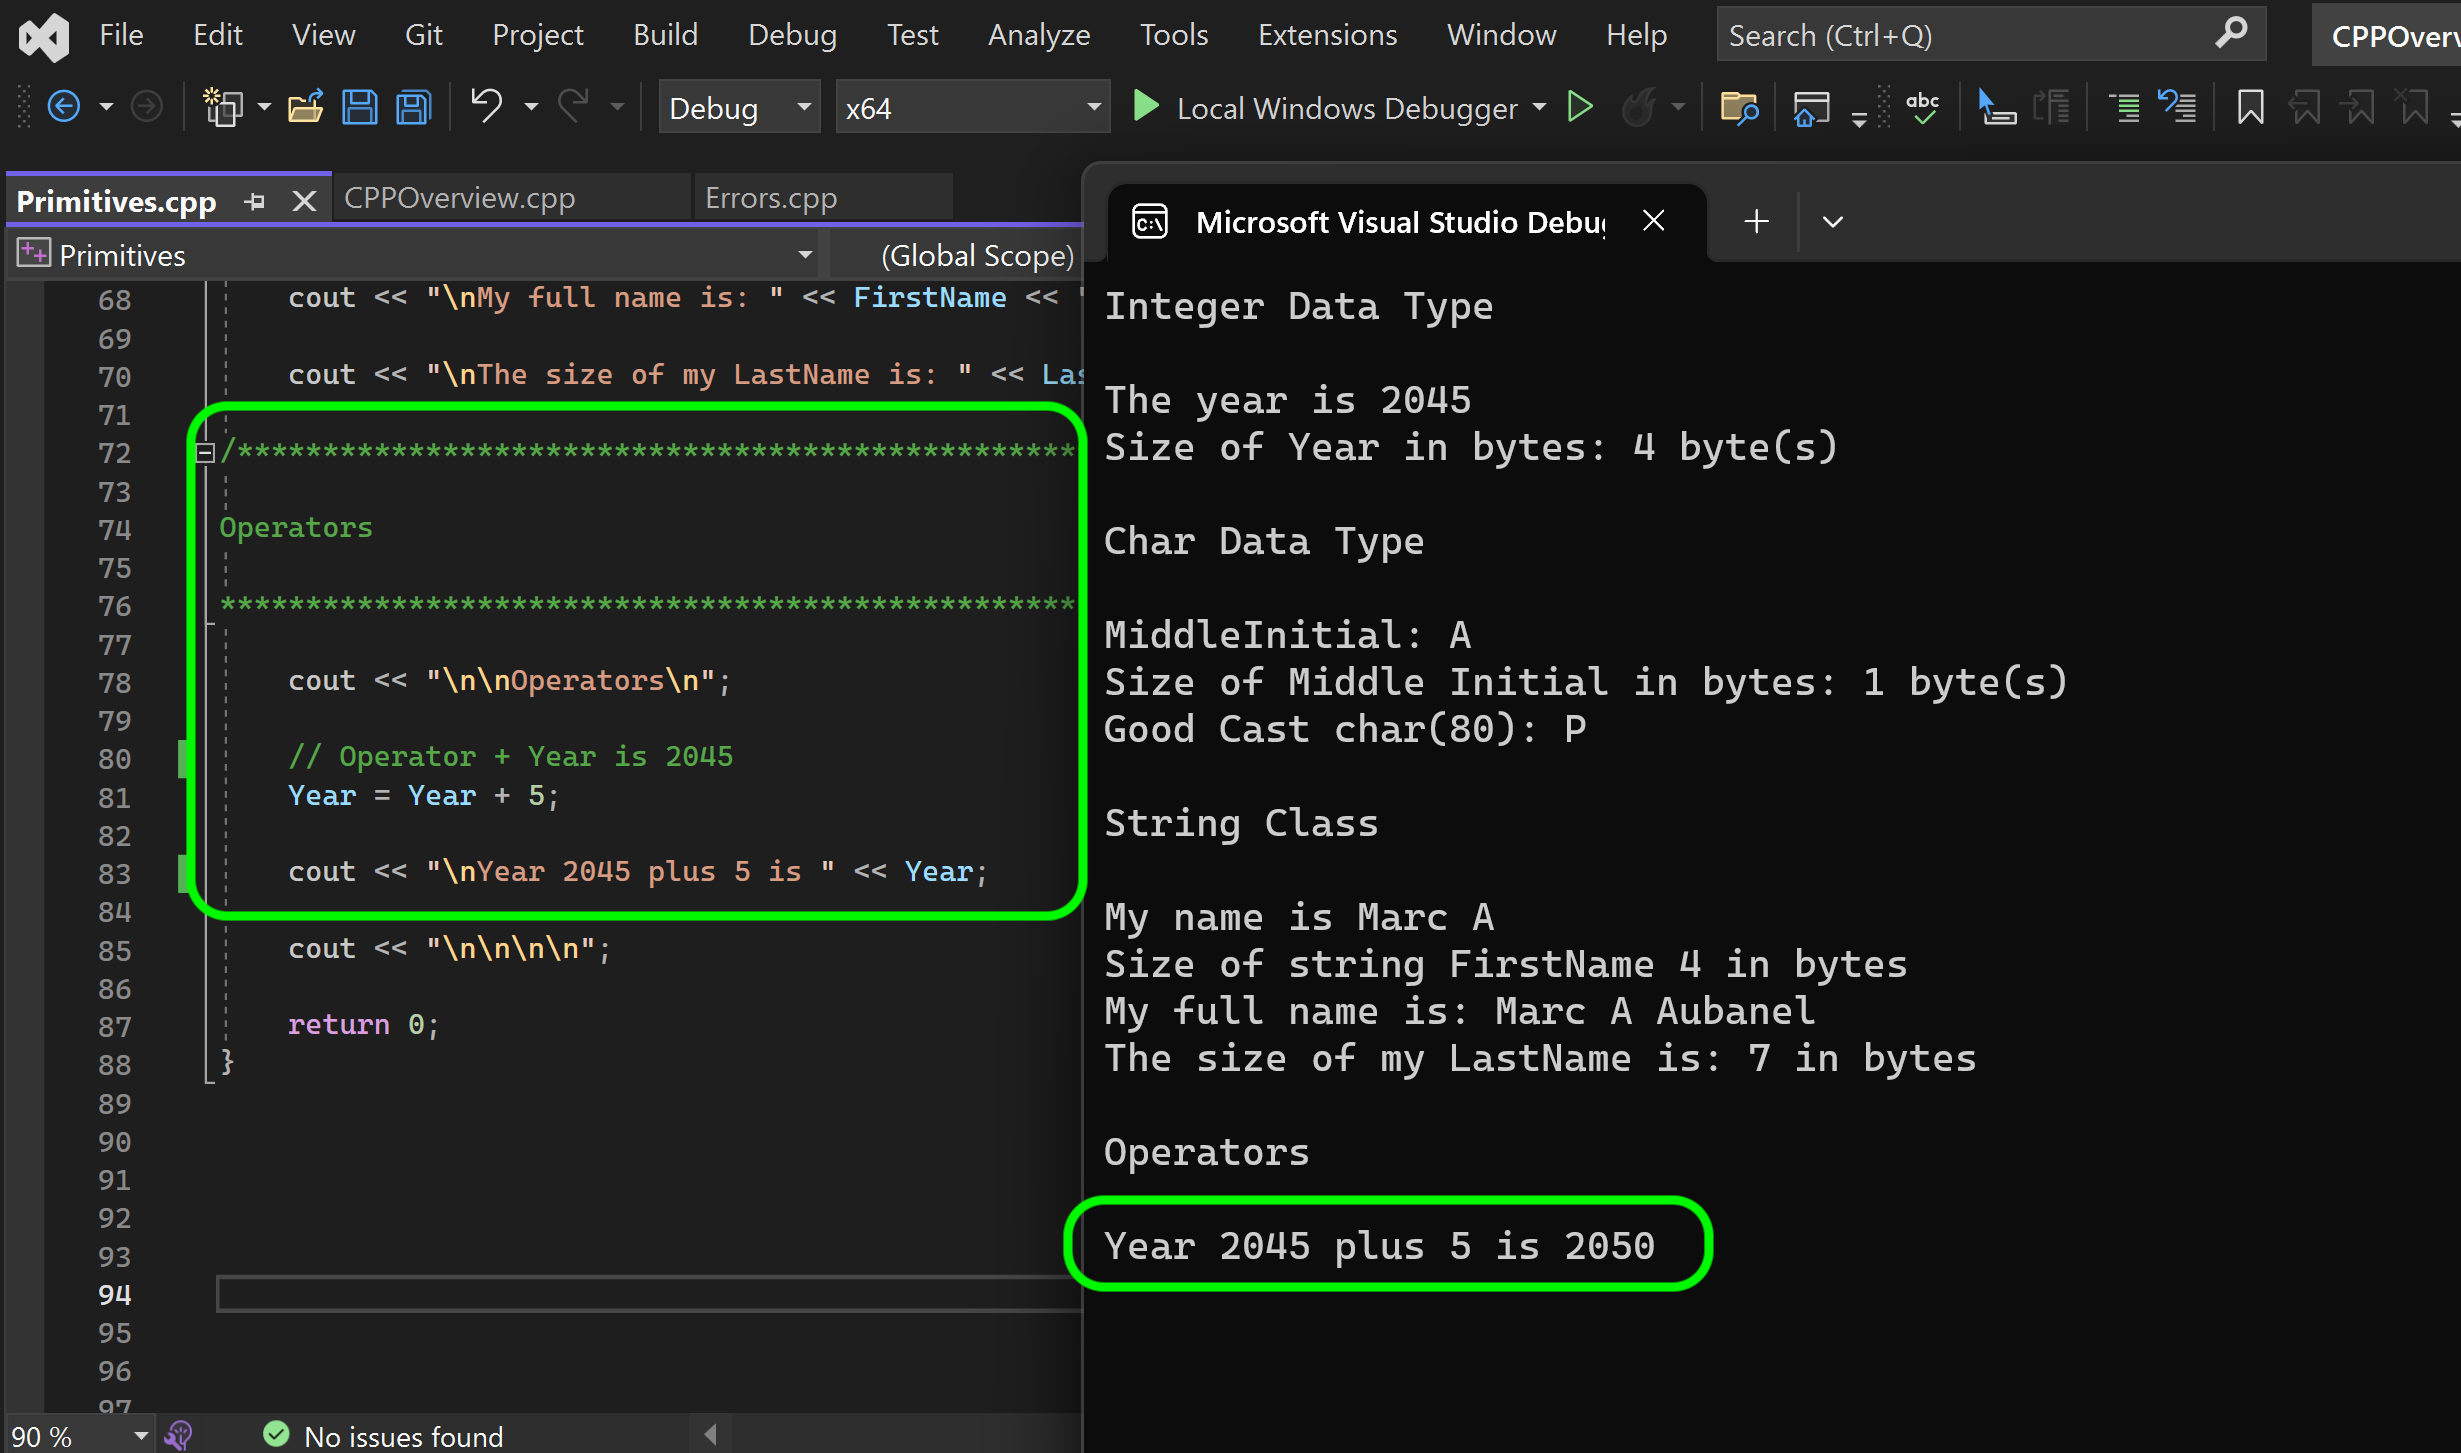 File Edit View Git Project Build Debug Test Analyze Tools Extensions Window Help Search (Ctrl+Q) CPPOverv
Debug x64 Local Windows Debugger abc
Primitives.cpp CPPOverview.cpp Errors.cpp
Primitives (Global Scope)
68 cout << "\nMy full name is: " << FirstName << "
69
70 cout << "\nThe size of my LastName is: " << Las
71
72 /*************************************************
73
74 Operators
75
76 **************************************************
77
78 cout << "\n\nOperators\n";
79
80 // Operator + Year is 2045
81 Year = Year + 5;
82
83 cout << "\nYear 2045 plus 5 is " << Year;
84
85 cout << "\n\n\n\n";
86
87 return 0;
88 }
89
90
91
92
93
94
95
96
97
90 % No issues found
C:\ Microsoft Visual Studio Debug
Integer Data Type
The year is 2045
Size of Year in bytes: 4 byte(s)
Char Data Type
MiddleInitial: A
Size of Middle Initial in bytes: 1 byte(s)
Good Cast char(80): P
String Class
My name is Marc A
Size of string FirstName 4 in bytes
My full name is: Marc A Aubanel
The size of my LastName is: 7 in bytes
Operators
Year 2045 plus 5 is 2050